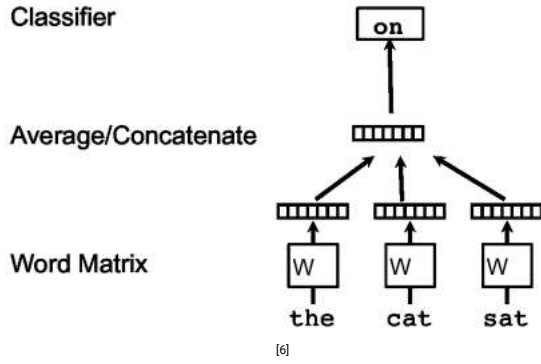 Classifier
on
Average/Concatenate
Word Matrix
W W W
the cat sat
[6]